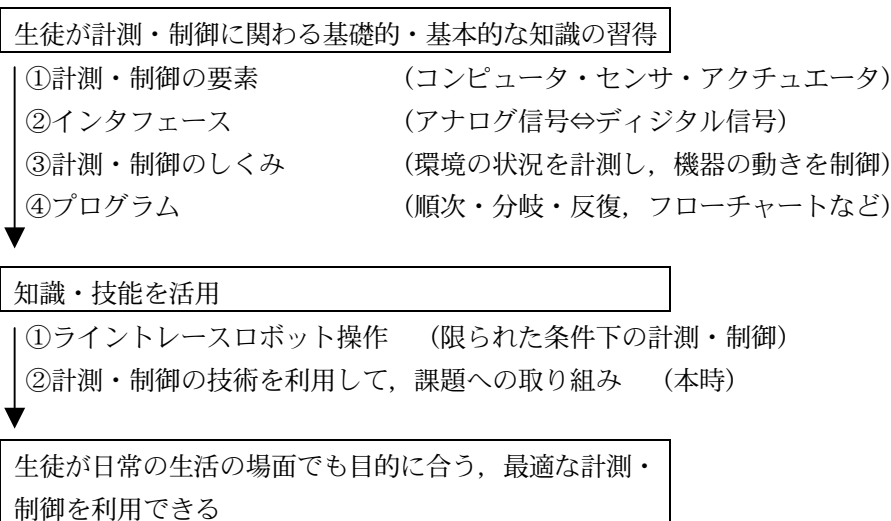 生徒が計測・制御に関わる基礎的・基本的な知識の習得
①計測・制御の要素 (コンピュータ・センサ・アクチュエータ)
②インタフェース (アナログ信号⇔ディジタル信号)
③計測・制御のしくみ (環境の状況を計測し，機器の動きを制御)
④プログラム (順次・分岐・反復，フローチャートなど)
知識・技能を活用
①ライントレースロボット操作 (限られた条件下の計測・制御)
②計測・制御の技術を利用して，課題への取り組み (本時)
生徒が日常の生活の場面でも目的に合う，最適な計測・
制御を利用できる